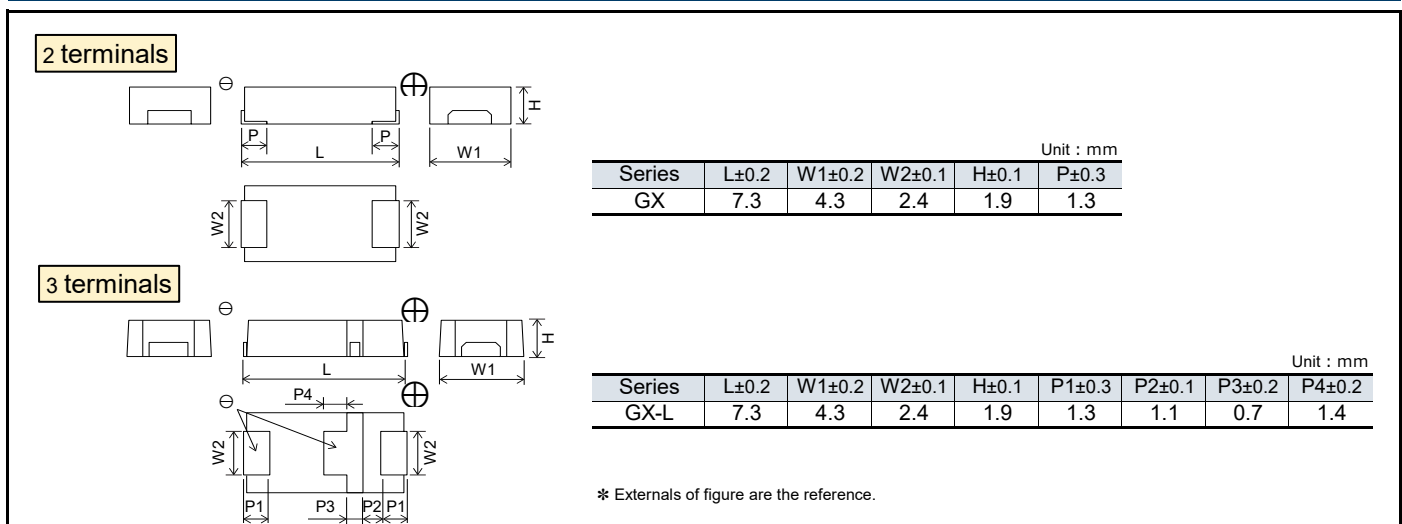 2 terminals
⊖ ⊕
H
P P
L W1
W2 W2
Unit : mm
Series L±0.2 W1±0.2 W2±0.1 H±0.1 P±0.3
GX 7.3 4.3 2.4 1.9 1.3
3 terminals
⊖ ⊕
H
L W1
⊖ P4 ⊕
W2 W2
P1 P3 P2 P1
Unit : mm
Series L±0.2 W1±0.2 W2±0.1 H±0.1 P1±0.3 P2±0.1 P3±0.2 P4±0.2
GX-L 7.3 4.3 2.4 1.9 1.3 1.1 0.7 1.4
✻ Externals of figure are the reference.